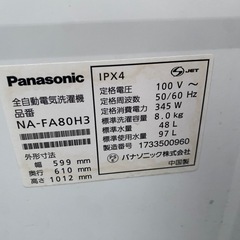 Panasonic
全自動電気洗濯機
品番
NA-FA80H3
外形寸法
幅 599 mm
奥行 610 mm
高さ 1012 mm
IPX4
JET
定格電圧 100 V～
定格周波数 50/60 Hz
定格消費電力 345 W
標準洗濯容量 8.0 kg
標準洗濯水量 48 L
標準使用水量 97 L
1733500960
パナソニック株式会社
中国製